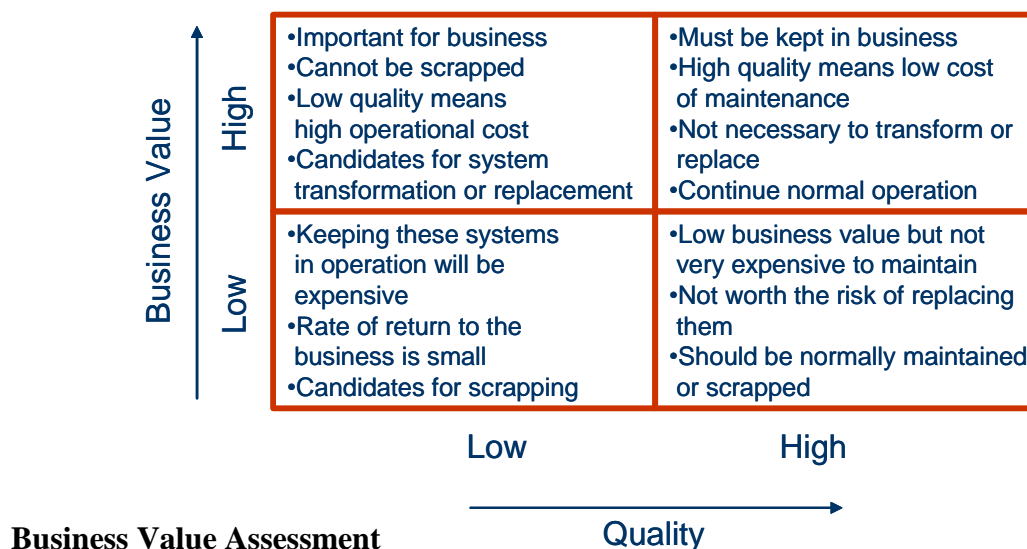 Business Value
High
•Important for business
•Cannot be scrapped
•Low quality means
high operational cost
•Candidates for system
transformation or replacement
•Must be kept in business
•High quality means low cost
of maintenance
•Not necessary to transform or
replace
•Continue normal operation
Low
•Keeping these systems
in operation will be
expensive
•Rate of return to the
business is small
•Candidates for scrapping
•Low business value but not
very expensive to maintain
•Not worth the risk of replacing
them
•Should be normally maintained
or scrapped
Low
High
Quality
Business Value Assessment